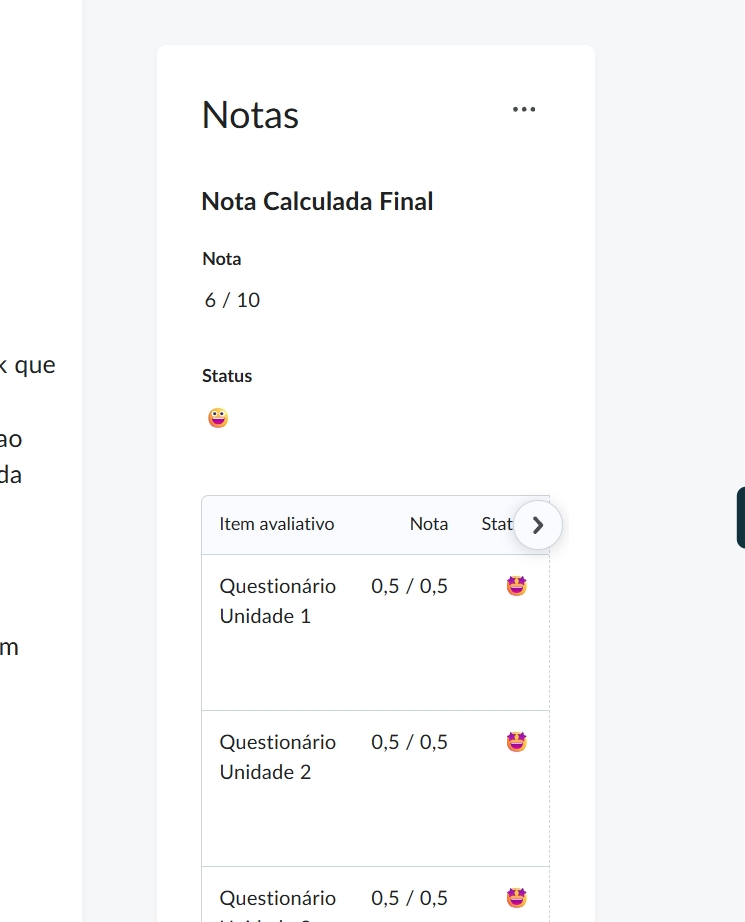 Notas
Nota Calculada Final
Nota
6 / 10
k que
Status
ao
da
Item avaliativo Nota Stat
Questionário 0,5 / 0,5
Unidade 1
m
Questionário 0,5 / 0,5
Unidade 2
Questionário 0,5 / 0,5